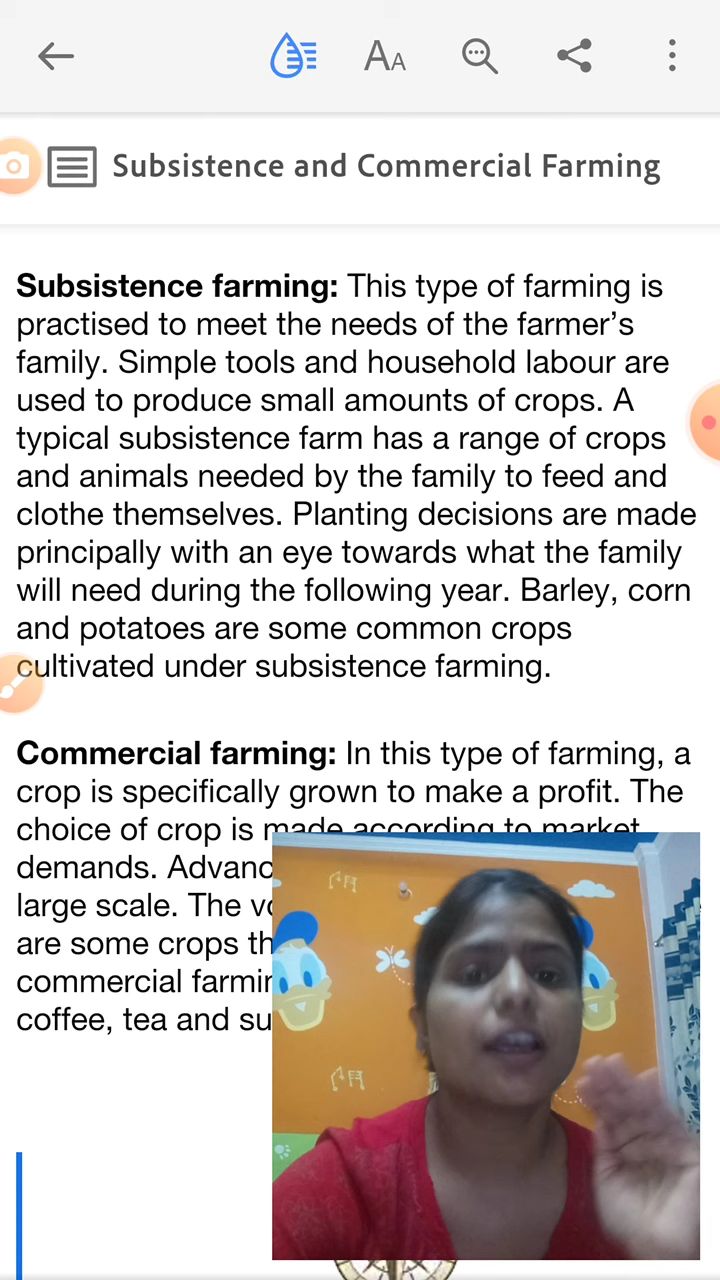 AA
Subsistence and Commercial Farming
Subsistence farming: This type of farming is
practised to meet the needs of the farmer’s
family. Simple tools and household labour are
used to produce small amounts of crops. A
typical subsistence farm has a range of crops
and animals needed by the family to feed and
clothe themselves. Planting decisions are made
principally with an eye towards what the family
will need during the following year. Barley, corn
and potatoes are some common crops
cultivated under subsistence farming.
Commercial farming: In this type of farming, a
crop is specifically grown to make a profit. The
choice of crop is made according to market
demands.
large scale. The
are some crops
commercial
coffee, tea and